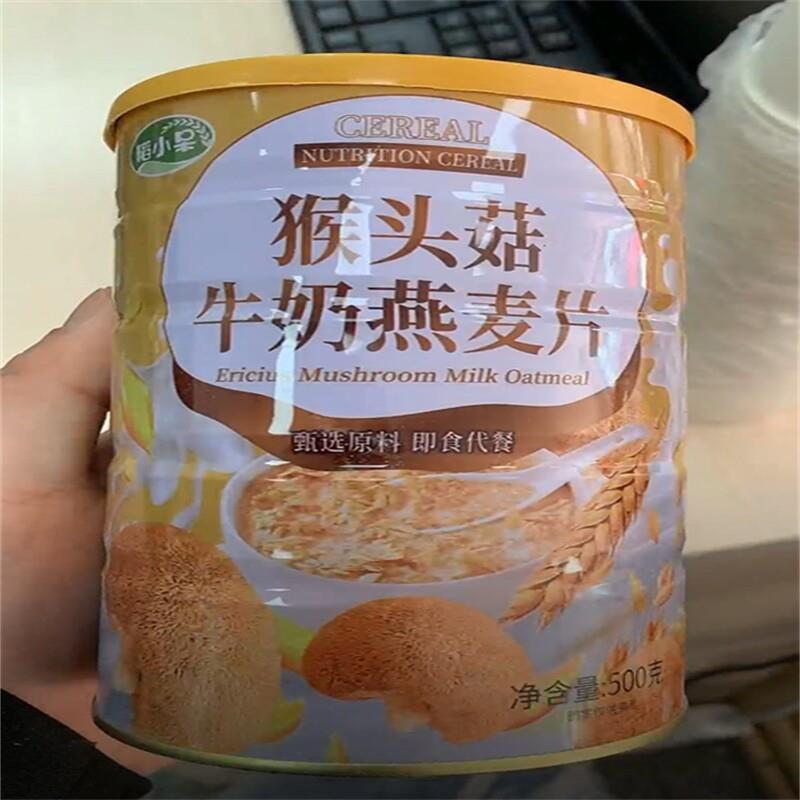 稻小呆
CEREAL
NUTRITION CEREAL
猴头菇
牛奶燕麦片
Ericius Mushroom Milk Oatmeal
甄选原料 即食代餐
净含量:500克